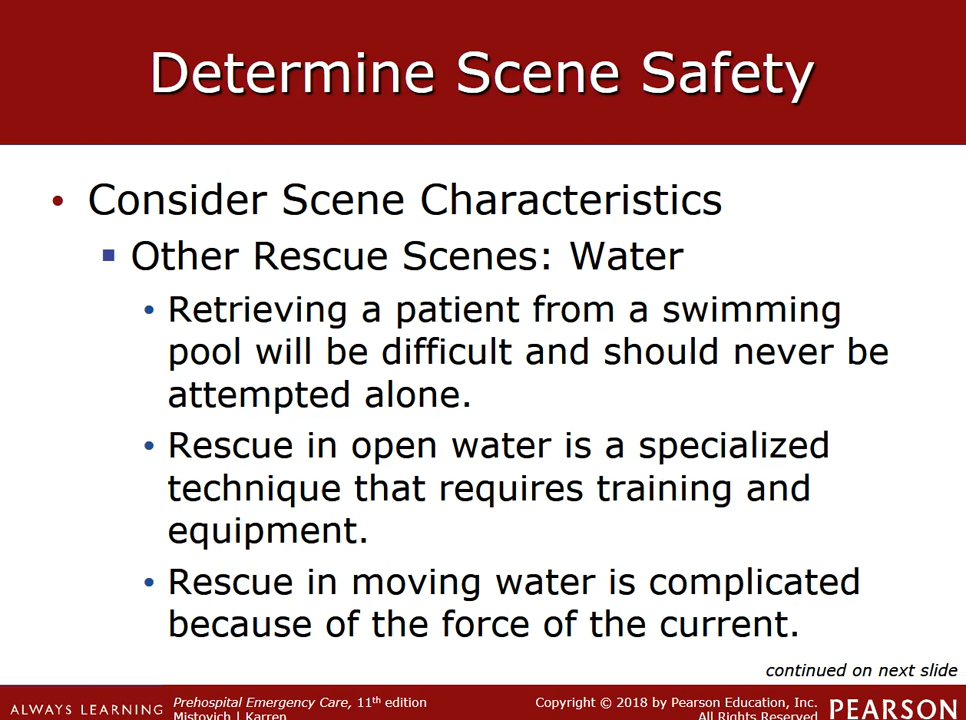 Determine Scene Safety
• Consider Scene Characteristics
▪ Other Rescue Scenes: Water
• Retrieving a patient from a swimming
pool will be difficult and should never be
attempted alone.
• Rescue in open water is a specialized
technique that requires training and
equipment.
• Rescue in moving water is complicated
because of the force of the current.
continued on next slide
ALWAYS LEARNING
Prehospital Emergency Care, 11th edition
Mistovich | Karren
Copyright © 2018 by Pearson Education, Inc.
All Rights Reserved
PEARSON